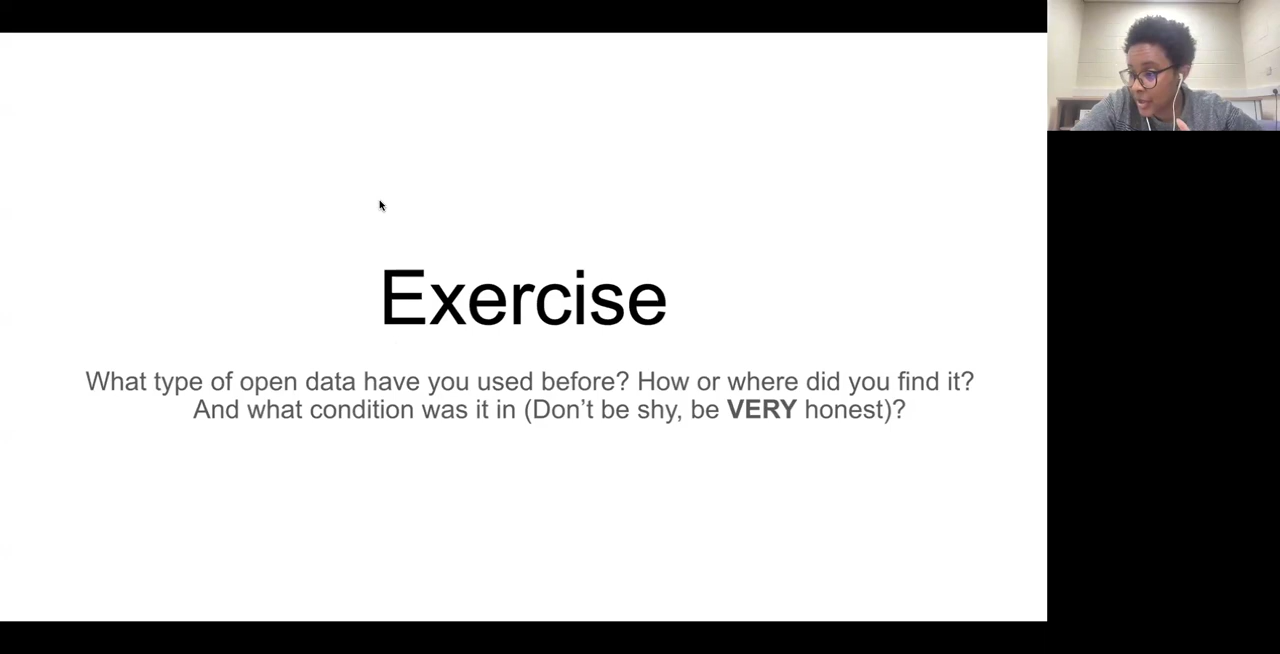 Exercise
What type of open data have you used before? How or where did you find it?
And what condition was it in (Don’t be shy, be VERY honest)?